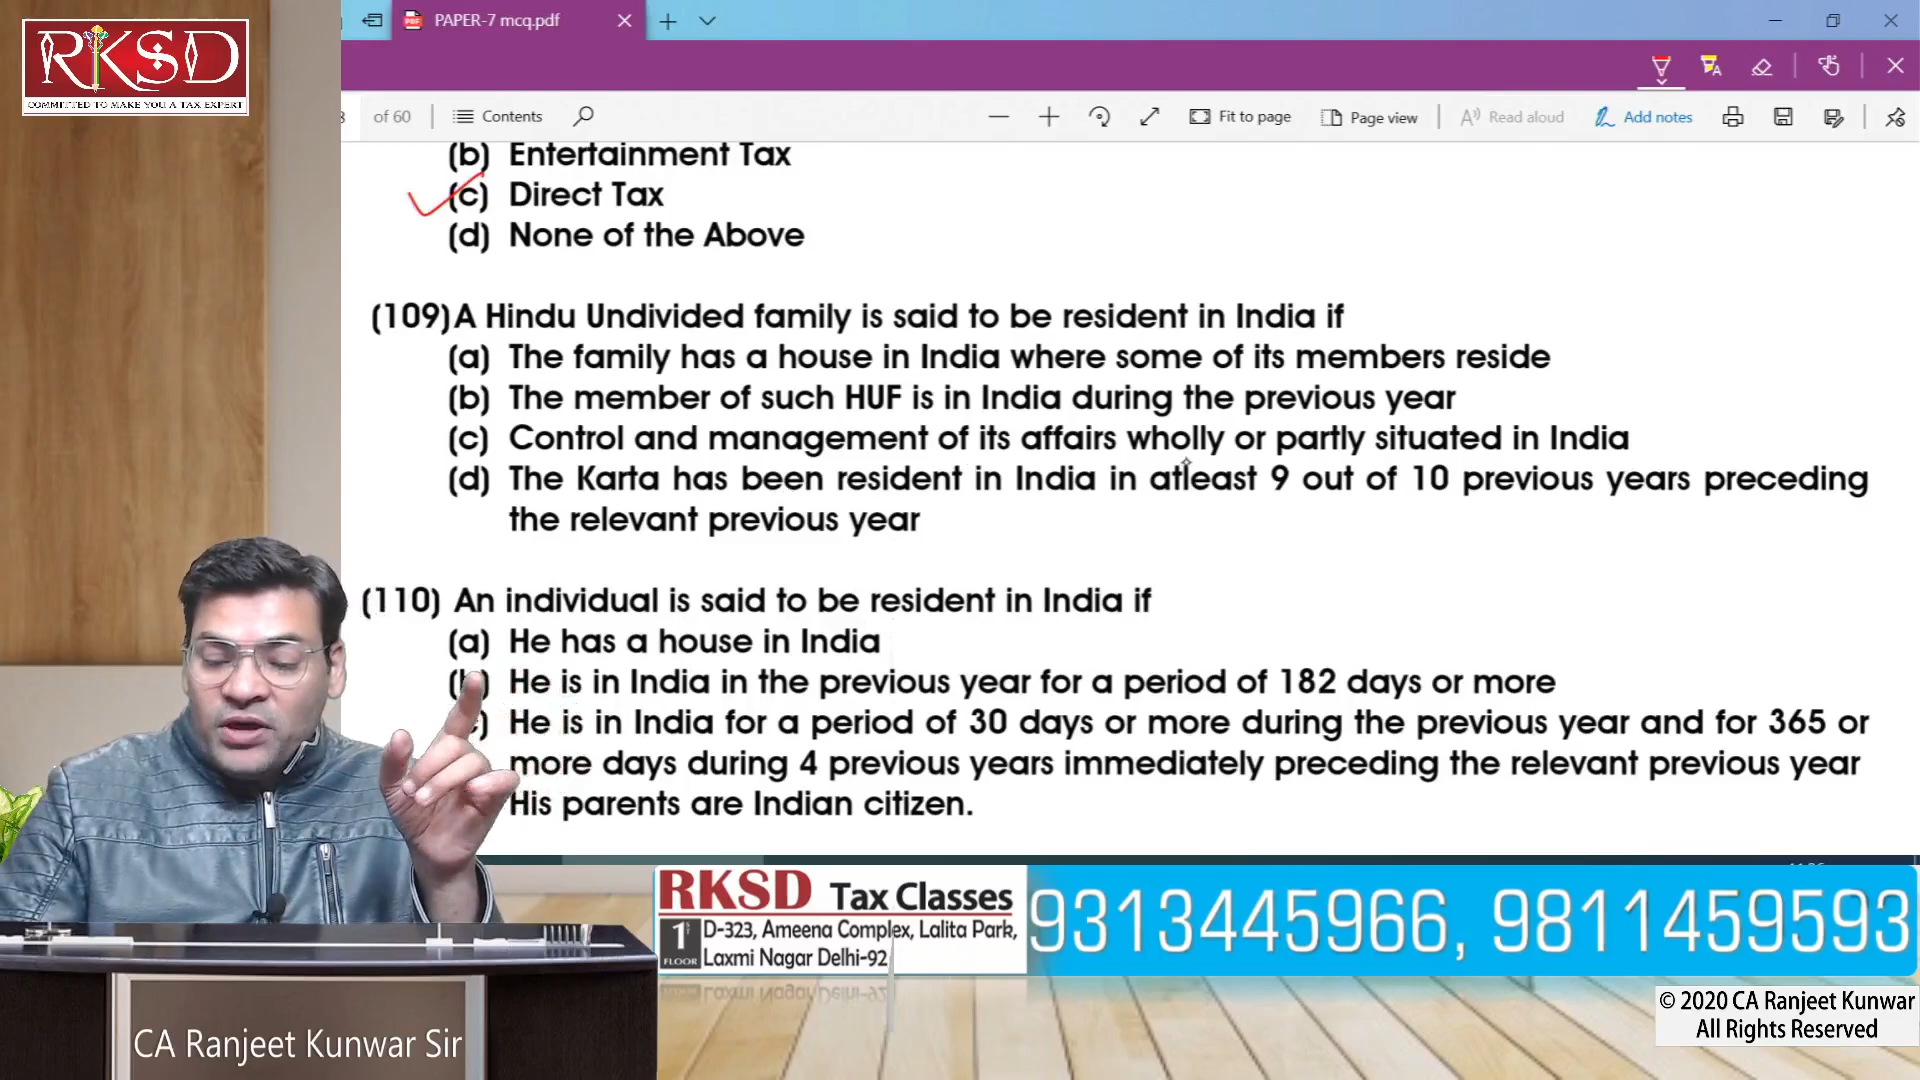 RKSD
COMMITTED TO MAKE YOU A TAX EXPERT
PAPER-7 mcq.pdf
of 60
Contents
Fit to page
Page view
Read aloud
Add notes
(b) Entertainment Tax
(c) Direct Tax
(d) None of the Above
(109) A Hindu Undivided family is said to be resident in India if
(a) The family has a house in India where some of its members reside
(b) The member of such HUF is in India during the previous year
(c) Control and management of its affairs wholly or partly situated in India
(d) The Karta has been resident in India in atleast 9 out of 10 previous years preceding
the relevant previous year
(110) An individual is said to be resident in India if
(a) He has a house in India
He is in India in the previous year for a period of 182 days or more
He is in India for a period of 30 days or more during the previous year and for 365 or
more days during 4 previous years immediately preceding the relevant previous year
His parents are Indian citizen.
RKSD Tax Classes
1ST FLOOR
D-323, Ameena Complex, Lalita Park,
Laxmi Nagar Delhi-92
9313445966, 9811459593
CA Ranjeet Kunwar Sir
© 2020 CA Ranjeet Kunwar
All Rights Reserved